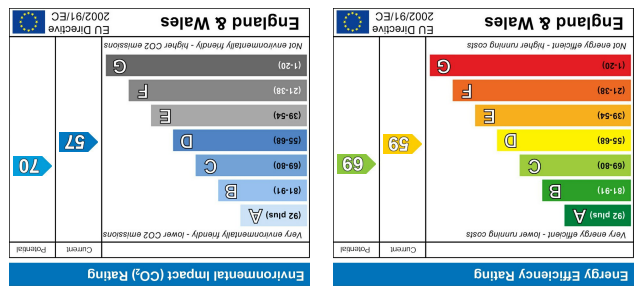 Energy Efficiency Rating
Current Potential
Very energy efficient - lower running costs
(92 plus) A
(81-91) B
(69-80) C
(55-68) D
(39-54) E
(21-38) F
(1-20) G
Not energy efficient - higher running costs
59
69
England & Wales
EU Directive
2002/91/EC
Environmental Impact (CO₂) Rating
Current Potential
Very environmentally friendly - lower CO2 emissions
(92 plus) A
(81-91) B
(69-80) C
(55-68) D
(39-54) E
(21-38) F
(1-20) G
Not environmentally friendly - higher CO2 emissions
57
70
England & Wales
EU Directive
2002/91/EC